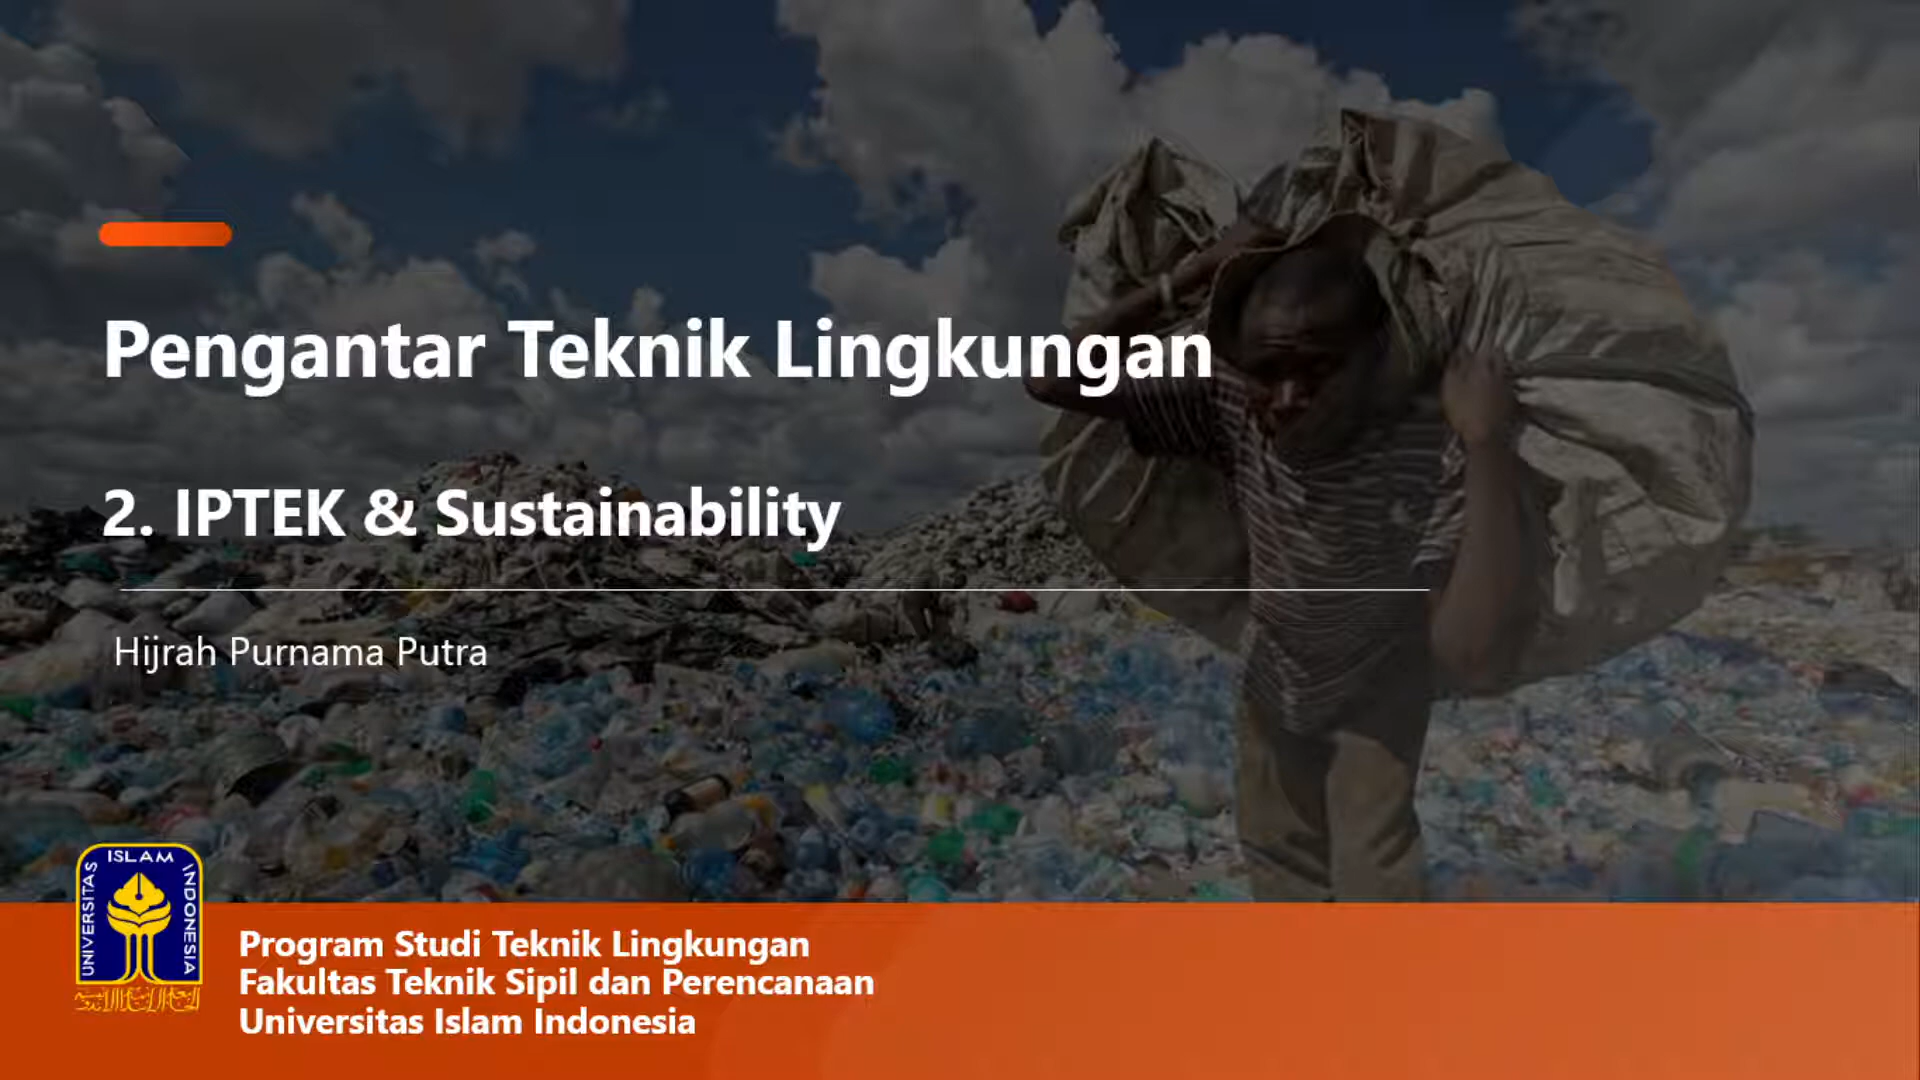 Pengantar Teknik Lingkungan
2. IPTEK & Sustainability
Hijrah Purnama Putra
UNIVERSITAS
ISLAM
INDONESIA
Program Studi Teknik Lingkungan
Fakultas Teknik Sipil dan Perencanaan
Universitas Islam Indonesia